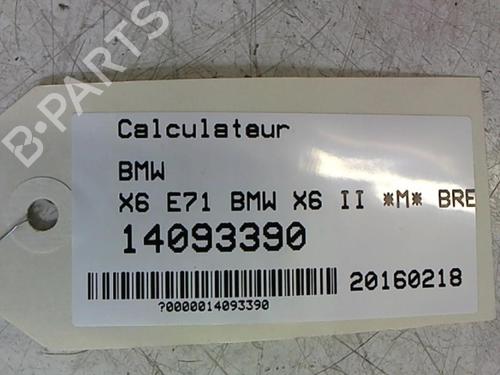 B-PARTS
Calculateur
BMW
X6 E71 BMW X6 II *M* BRE
14093390
20160218
?0000014093390